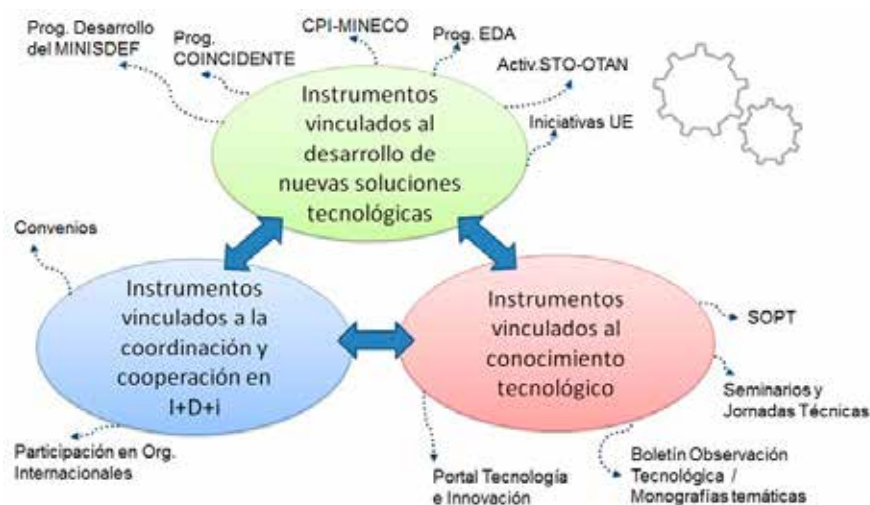 Prog. Desarrollo
del MINISDEF
Prog.
COINCIDENTE
CPI-MINECO
Prog. EDA
Activ.STO-OTAN
Iniciativas UE
Instrumentos
vinculados al
desarrollo de
nuevas soluciones
tecnológicas
Convenios
Instrumentos
vinculados a la
coordinación y
cooperación en
I+D+i
Participación en Org.
Internacionales
Instrumentos
vinculados al
conocimiento
tecnológico
SOPT
Seminarios y
Jornadas Técnicas
Boletín Observación
Tecnológica /
Monografías temáticas
Portal Tecnología
e Innovación